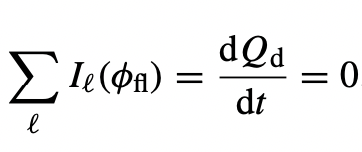 ∑_ℓ I_ℓ(ϕ_fl) = dQ_d/dt = 0